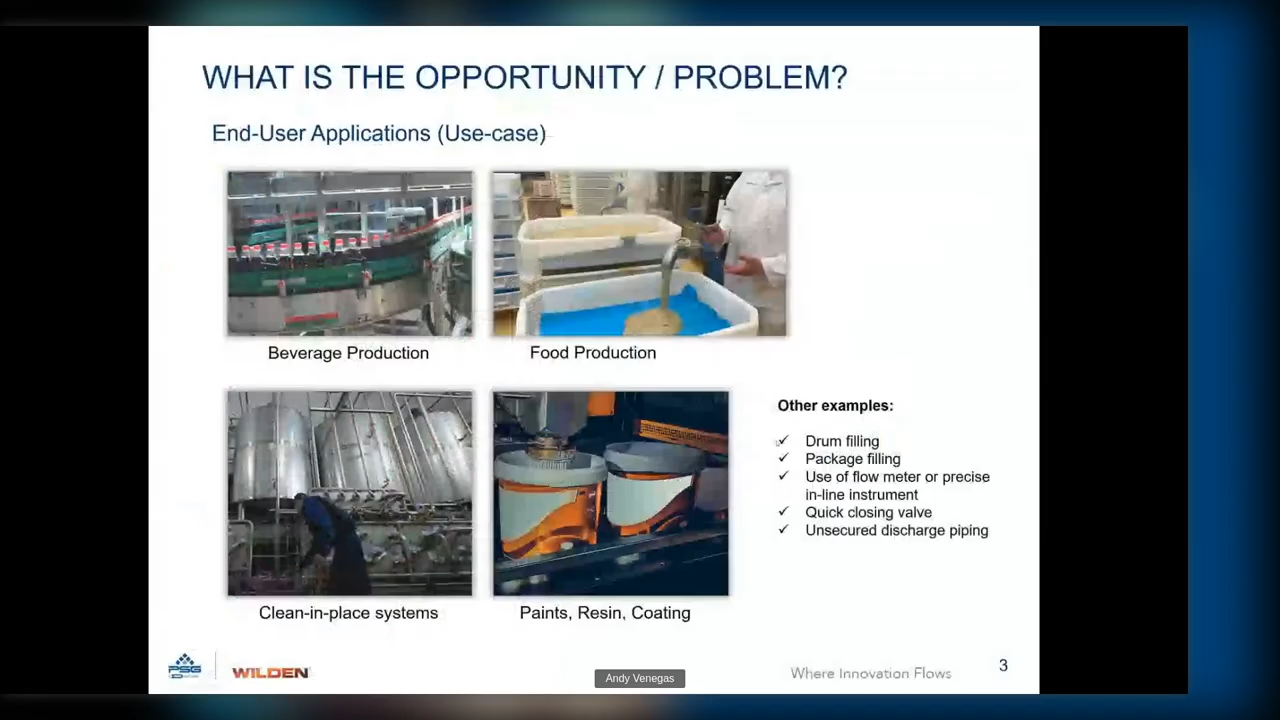 WHAT IS THE OPPORTUNITY / PROBLEM?
End-User Applications (Use-case)
Beverage Production
Food Production
Clean-in-place systems
Paints, Resin, Coating
Other examples:
✓ Drum filling
✓ Package filling
✓ Use of flow meter or precise
in-line instrument
✓ Quick closing valve
✓ Unsecured discharge piping
PSG
WILDEN
Andy Venegas
Where Innovation Flows
3